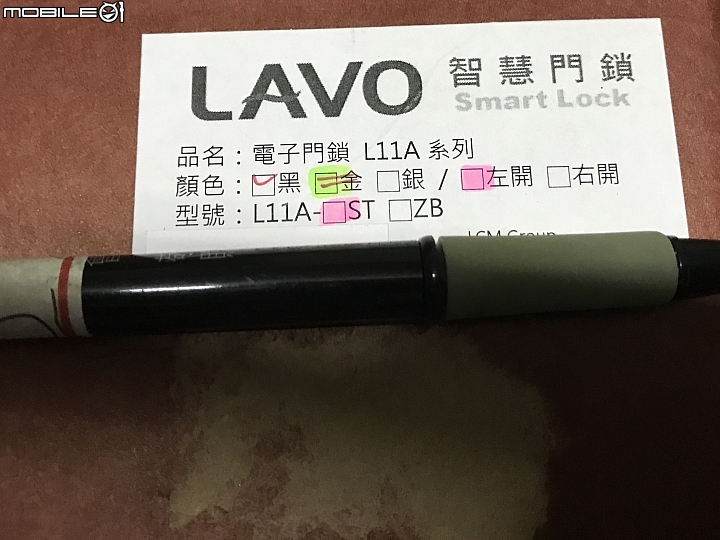 MOBILE01
LAVO 智慧門鎖
Smart Lock
品名：電子門鎖 L11A 系列
顏色：☑黑 □金 □銀 / □左開 □右開
型號：L11A-□ST □ZB